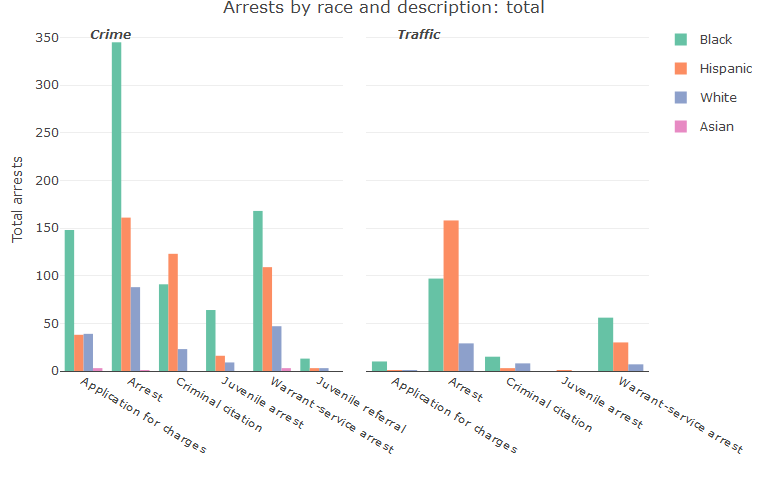 Arrests by race and description: total
Crime
Traffic
Black
Hispanic
White
Asian
Total arrests
350
300
250
200
150
100
50
0
Application for charges
Arrest
Criminal citation
Juvenile arrest
Warrant-service arrest
Juvenile referral
Application for charges
Arrest
Criminal citation
Juvenile arrest
Warrant-service arrest